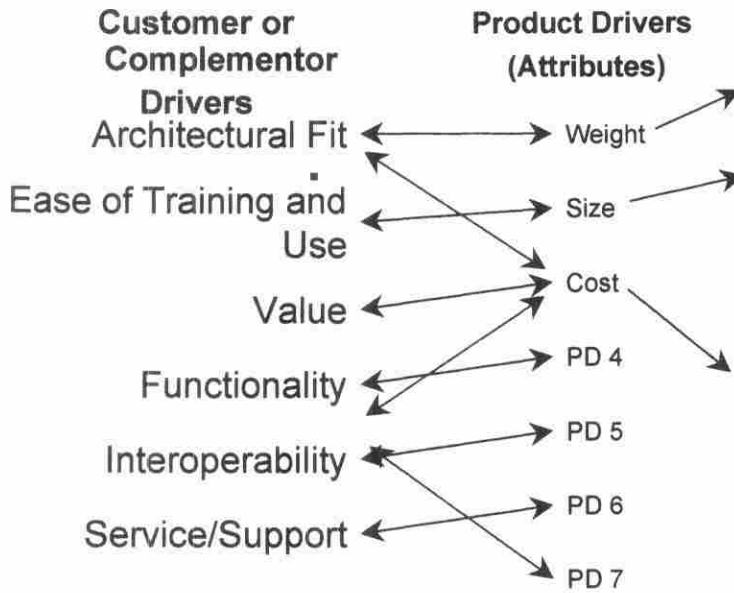 Customer or
Complementor
Drivers
Architectural Fit
Ease of Training and
Use
Value
Functionality
Interoperability
Service/Support
Product Drivers
(Attributes)
Weight
Size
Cost
PD 4
PD 5
PD 6
PD 7